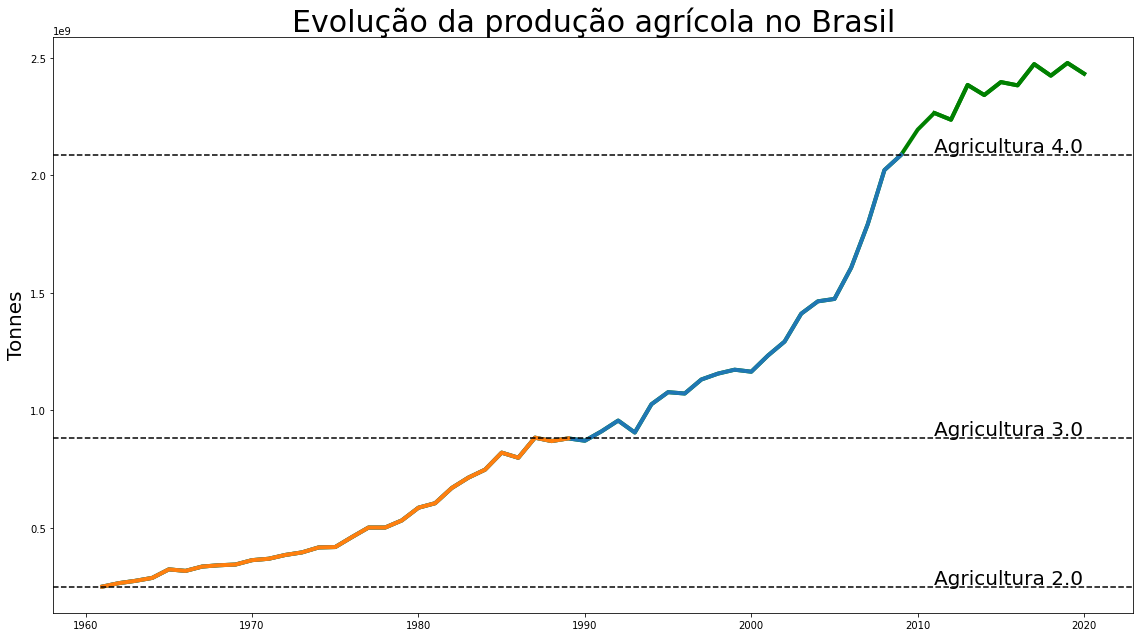 Evolução da produção agrícola no Brasil
1e9
2.5
Agricultura 4.0
2.0
1.5
Tonnes
1.0
Agricultura 3.0
0.5
Agricultura 2.0
1960 1970 1980 1990 2000 2010 2020